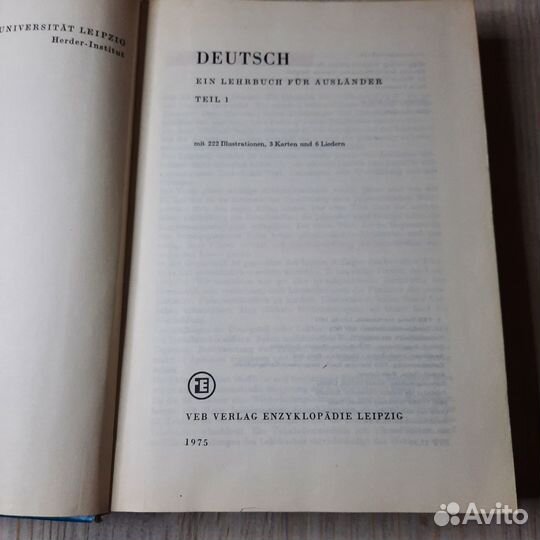 UNIVERSITÄT LEIPZIG
Herder-Institut
DEUTSCH
EIN LEHRBUCH FÜR AUSLÄNDER
TEIL 1
mit 222 Illustrationen, 3 Karten und 6 Liedern
VEB VERLAG ENZYKLOPÄDIE LEIPZIG
1975
Avito